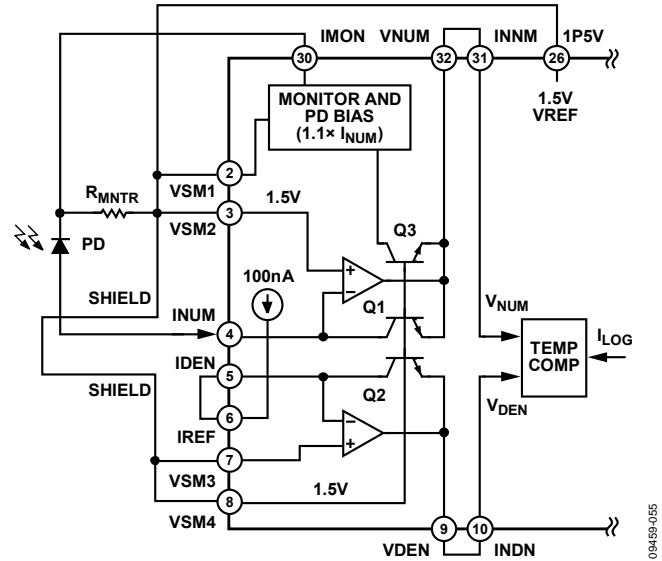 IMON VNUM INNM 1P5V
30 32 31 26
MONITOR AND
PD BIAS
(1.1× INUM)
1.5V
VREF
2
VSM1
RMNTR
3
VSM2
1.5V
Q3
PD
100nA
+
−
SHIELD
INUM
4
Q1
VNUM
TEMP
COMP
ILOG
IDEN
5
Q2
VDEN
SHIELD
6
IREF
−
+
7
VSM3
8
1.5V
VSM4
9 10
VDEN INDN
09459-055